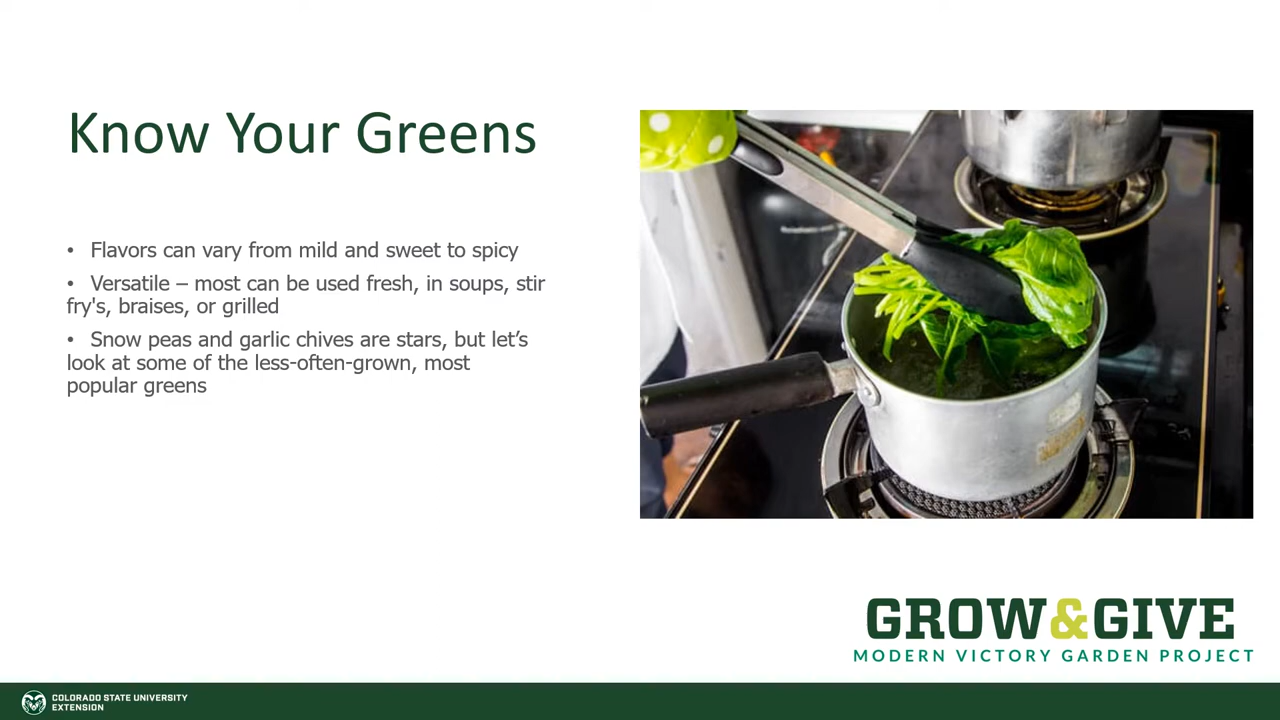 Know Your Greens
• Flavors can vary from mild and sweet to spicy
• Versatile – most can be used fresh, in soups, stir
fry's, braises, or grilled
• Snow peas and garlic chives are stars, but let’s
look at some of the less-often-grown, most
popular greens
GROW&GIVE
MODERN VICTORY GARDEN PROJECT
COLORADO STATE UNIVERSITY
EXTENSION